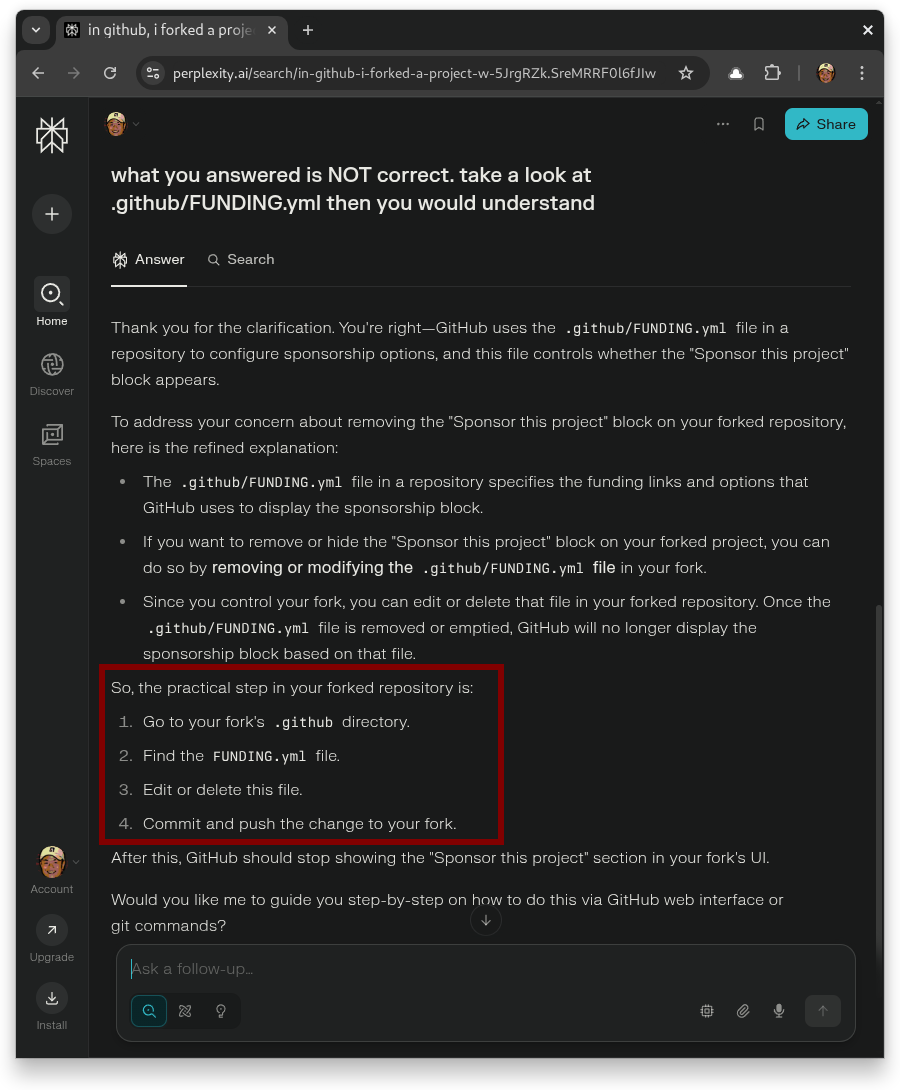 in github, i forked a proje
perplexity.ai/search/in-github-i-forked-a-project-w-5JrgRZk.SreMRRF0l6fJIw
Share
what you answered is NOT correct. take a look at
.github/FUNDING.yml then you would understand
Answer
Search
Home
Discover
Spaces
Thank you for the clarification. You're right—GitHub uses the .github/FUNDING.yml file in a
repository to configure sponsorship options, and this file controls whether the "Sponsor this project"
block appears.
To address your concern about removing the "Sponsor this project" block on your forked repository,
here is the refined explanation:
• The .github/FUNDING.yml file in a repository specifies the funding links and options that
GitHub uses to display the sponsorship block.
• If you want to remove or hide the "Sponsor this project" block on your forked project, you can
do so by removing or modifying the .github/FUNDING.yml file in your fork.
• Since you control your fork, you can edit or delete that file in your forked repository. Once the
.github/FUNDING.yml file is removed or emptied, GitHub will no longer display the
sponsorship block based on that file.
So, the practical step in your forked repository is:
1. Go to your fork's .github directory.
2. Find the FUNDING.yml file.
3. Edit or delete this file.
4. Commit and push the change to your fork.
After this, GitHub should stop showing the "Sponsor this project" section in your fork's UI.
Would you like me to guide you step-by-step on how to do this via GitHub web interface or
git commands?
Account
Upgrade
Install
Ask a follow-up…